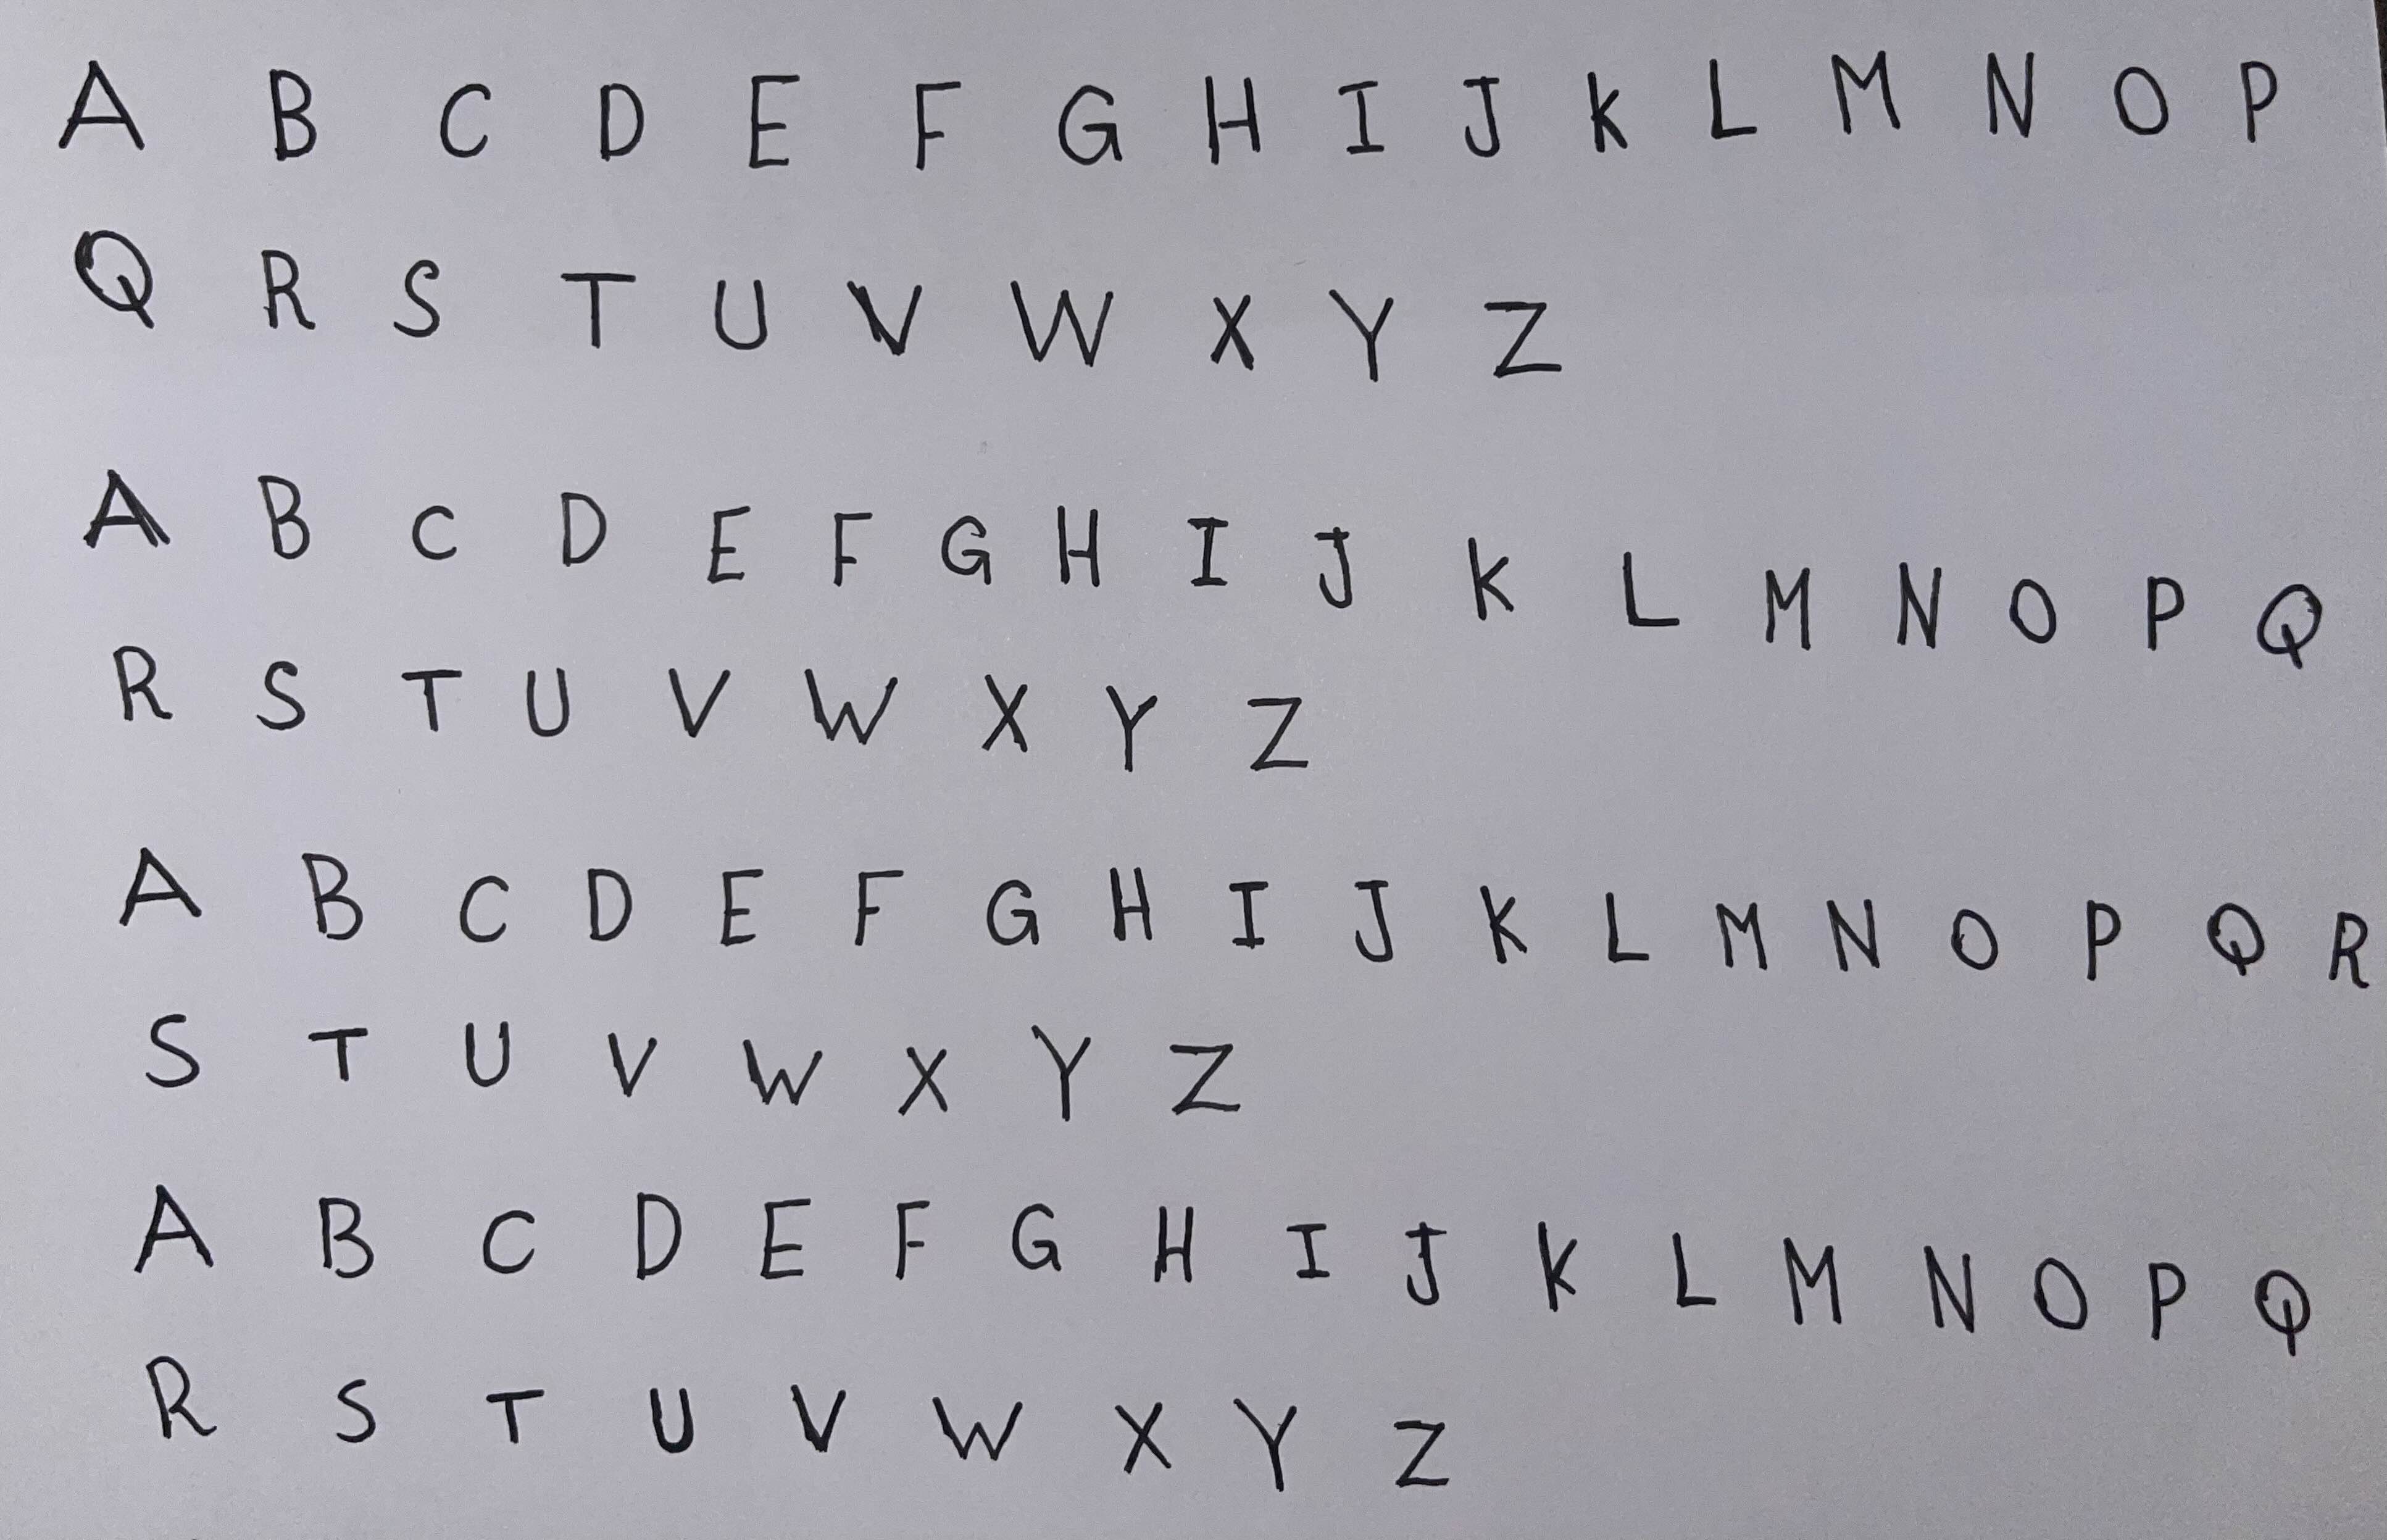 A B C D E F G H I J K L M N O P
Q R S T U V W X Y Z
A B C D E F G H I J K L M N O P Q
R S T U V W X Y Z
A B C D E F G H I J K L M N O P Q R
S T U V W X Y Z
A B C D E F G H I J K L M N O P Q
R S T U V W X Y Z